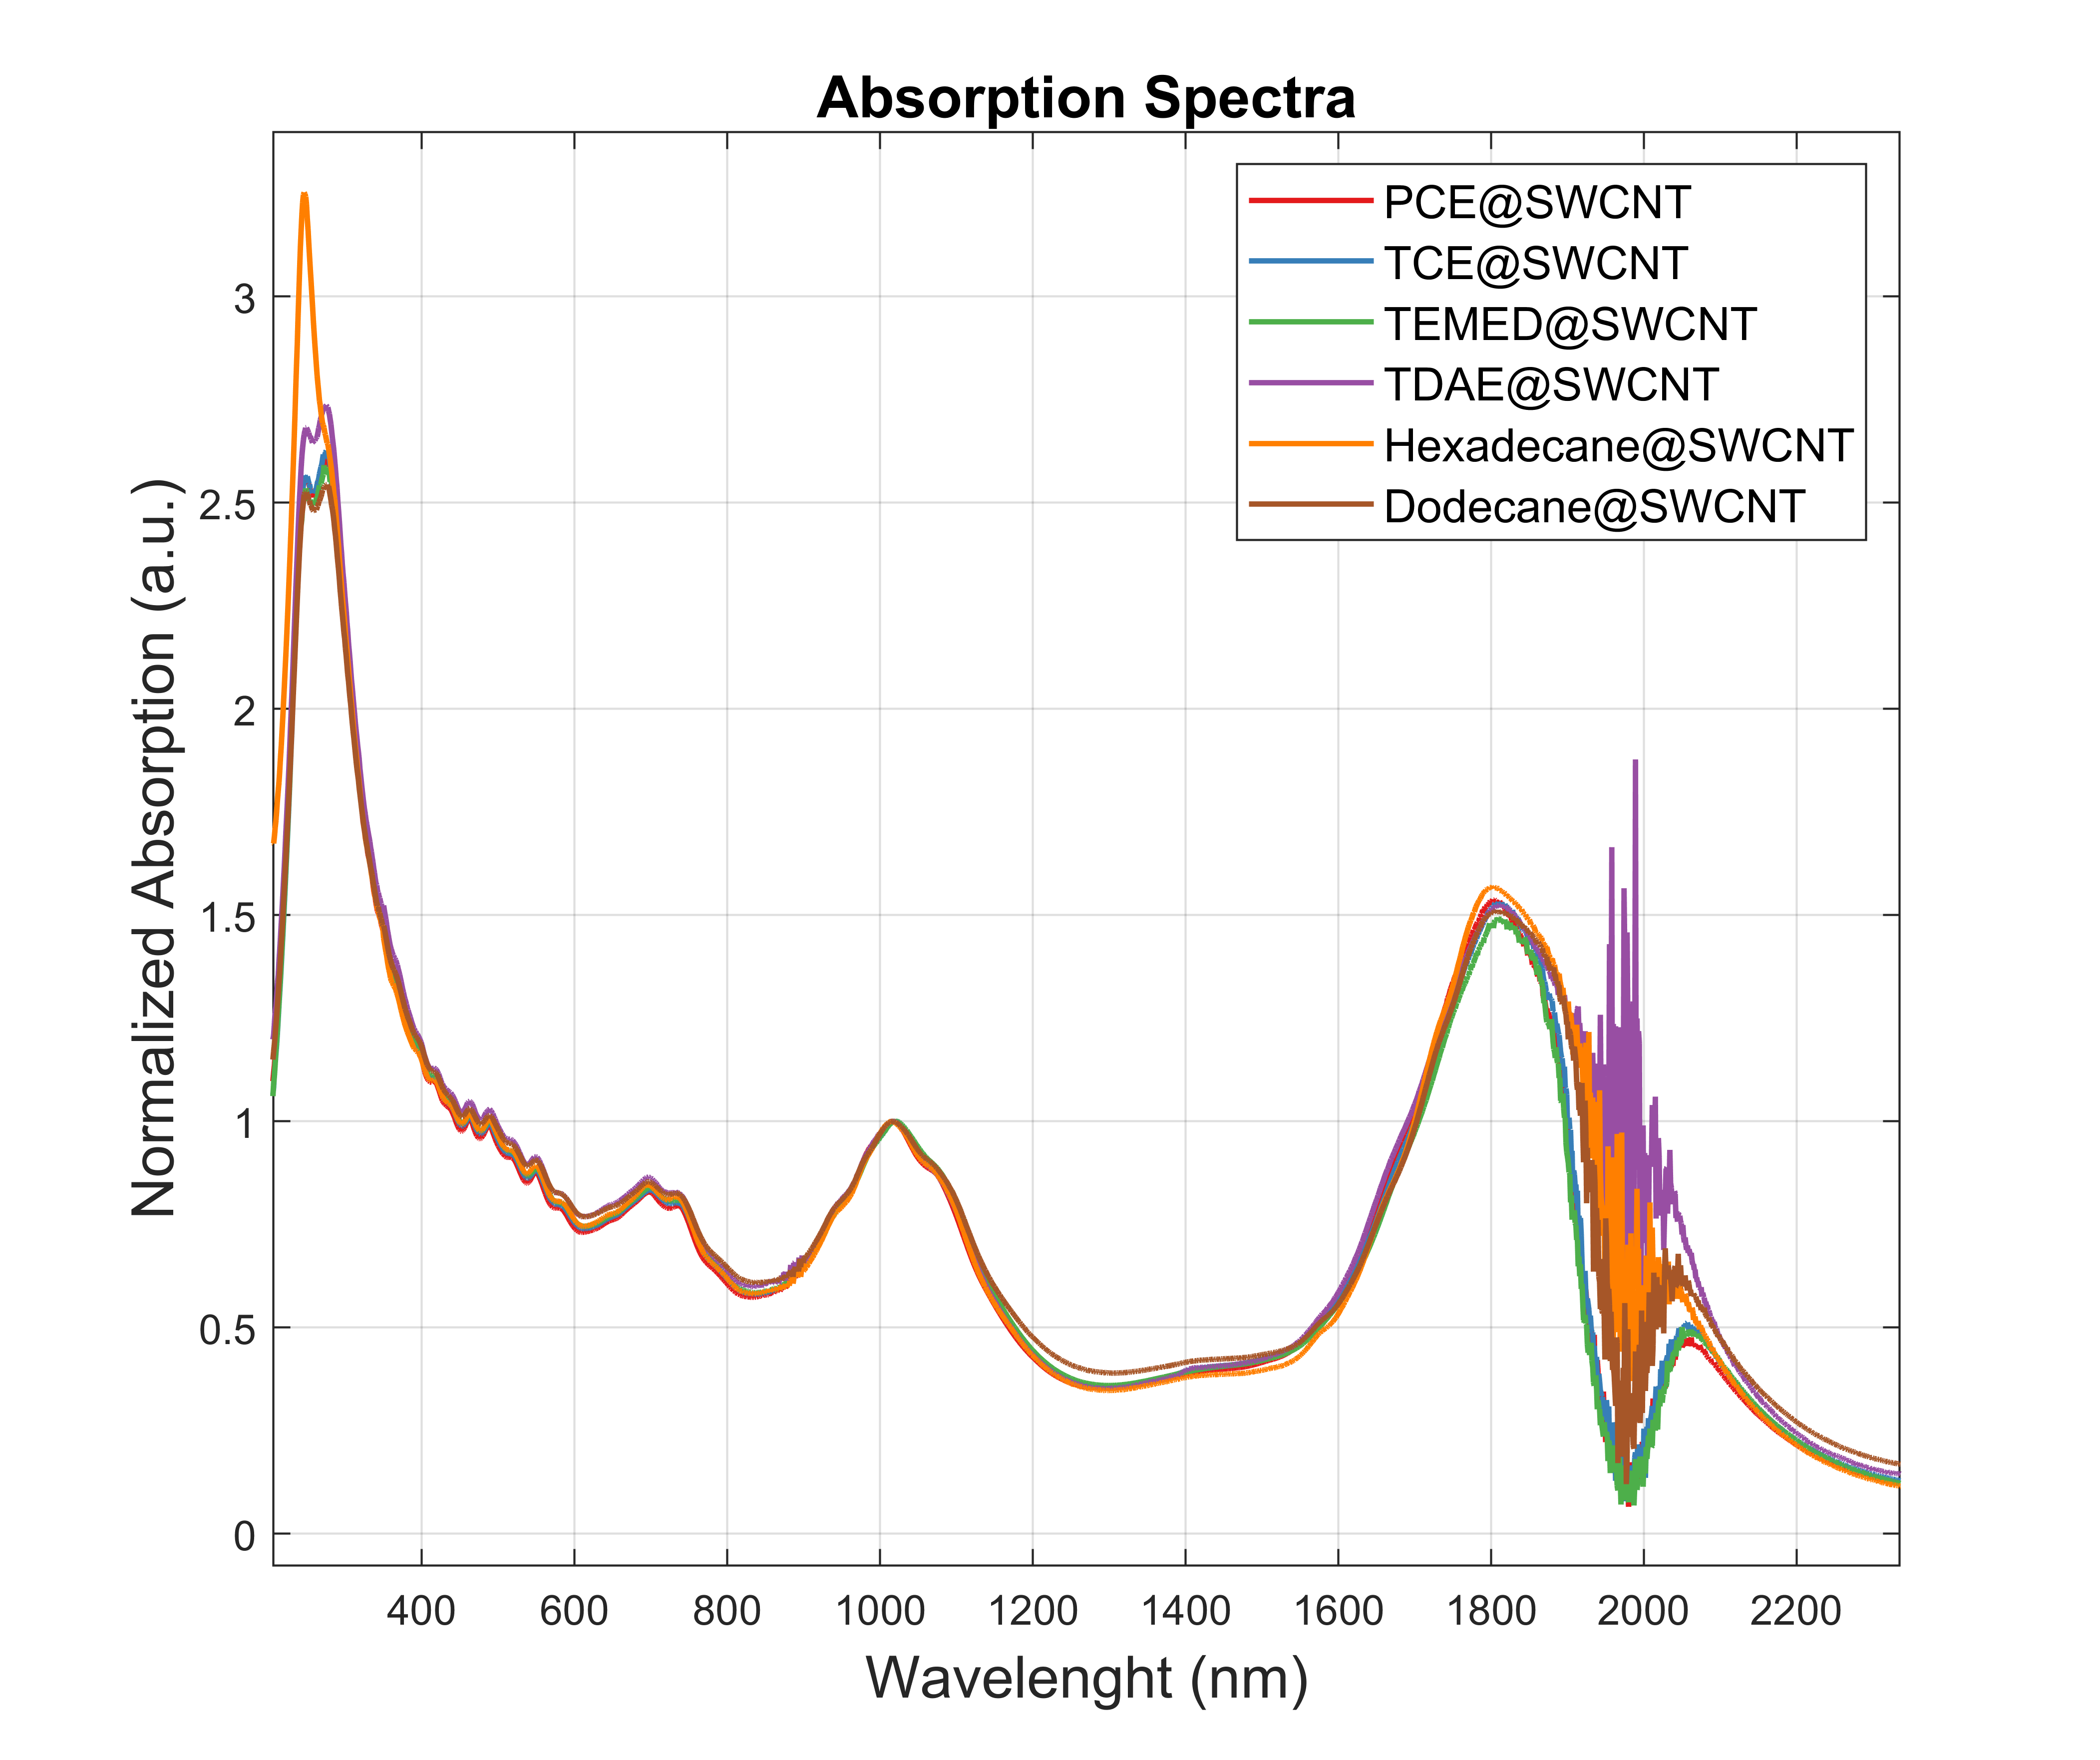 Absorption Spectra
PCE@SWCNT
TCE@SWCNT
TEMED@SWCNT
TDAE@SWCNT
Hexadecane@SWCNT
Dodecane@SWCNT
Normalized Absorption (a.u.)
3
2.5
2
1.5
1
0.5
0
400 600 800 1000 1200 1400 1600 1800 2000 2200
Wavelenght (nm)